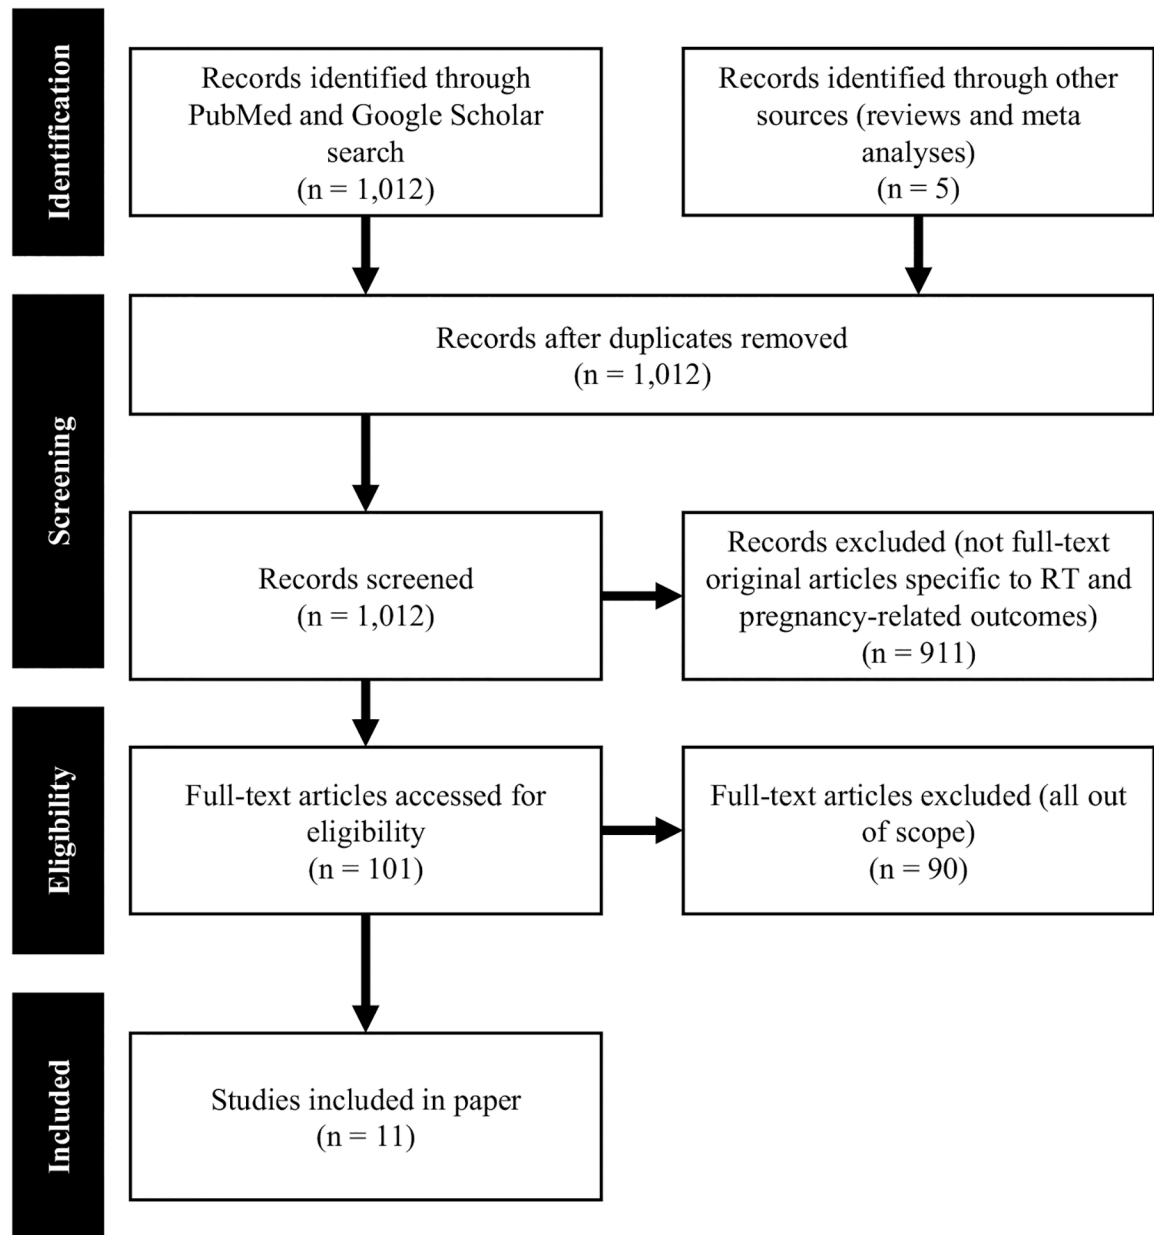 Identification
Records identified through
PubMed and Google Scholar
search
(n = 1,012)
Records identified through other
sources (reviews and meta
analyses)
(n = 5)
Screening
Records after duplicates removed
(n = 1,012)
Records screened
(n = 1,012)
Records excluded (not full-text
original articles specific to RT and
pregnancy-related outcomes)
(n = 911)
Eligibility
Full-text articles accessed for
eligibility
(n = 101)
Full-text articles excluded (all out
of scope)
(n = 90)
Included
Studies included in paper
(n = 11)